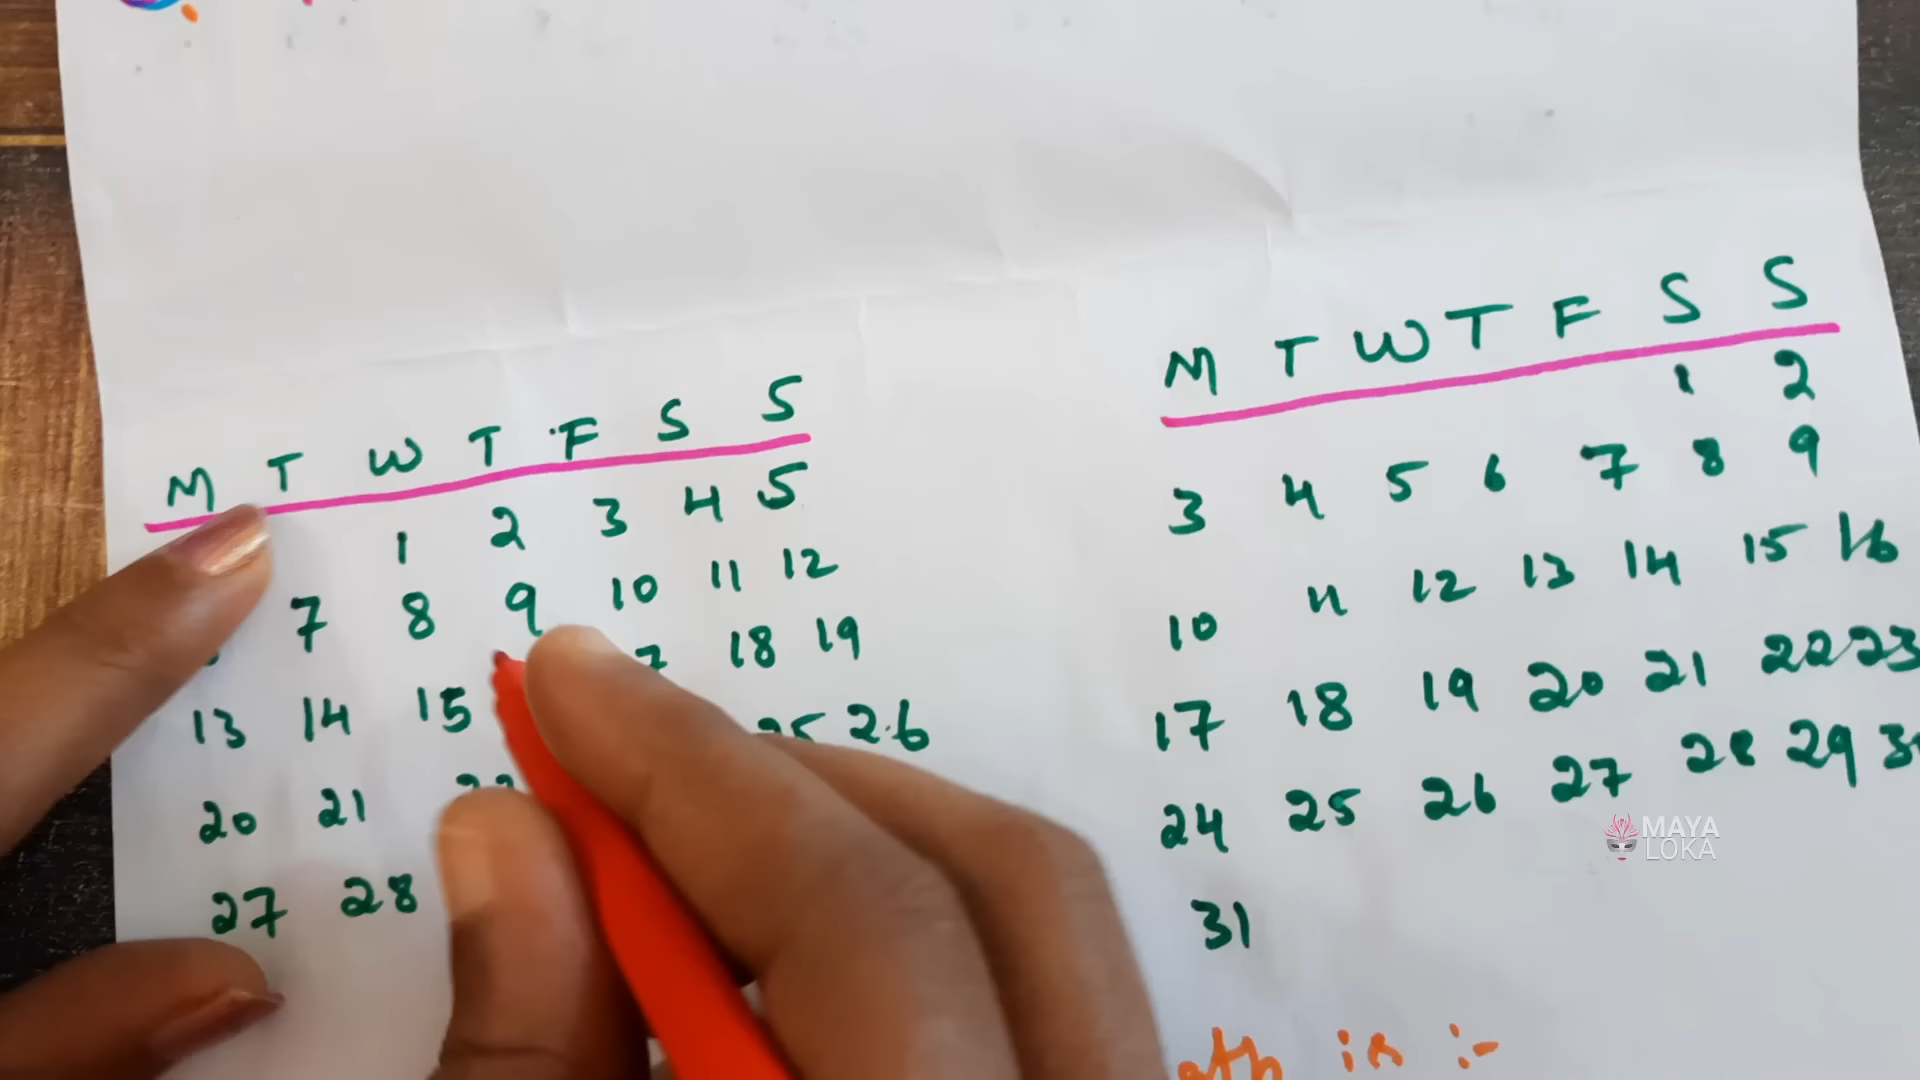 M T W T F S S
1 2 3 4 5
7 8 9 10 11 12
13 14 15 18 19
20 21 26
27 28
M T W T F S S
1 2
3 4 5 6 7 8 9
10 11 12 13 14 15 16
17 18 19 20 21 22 23
24 25 26 27 28 29
31
is :-
MAYA
LOKA